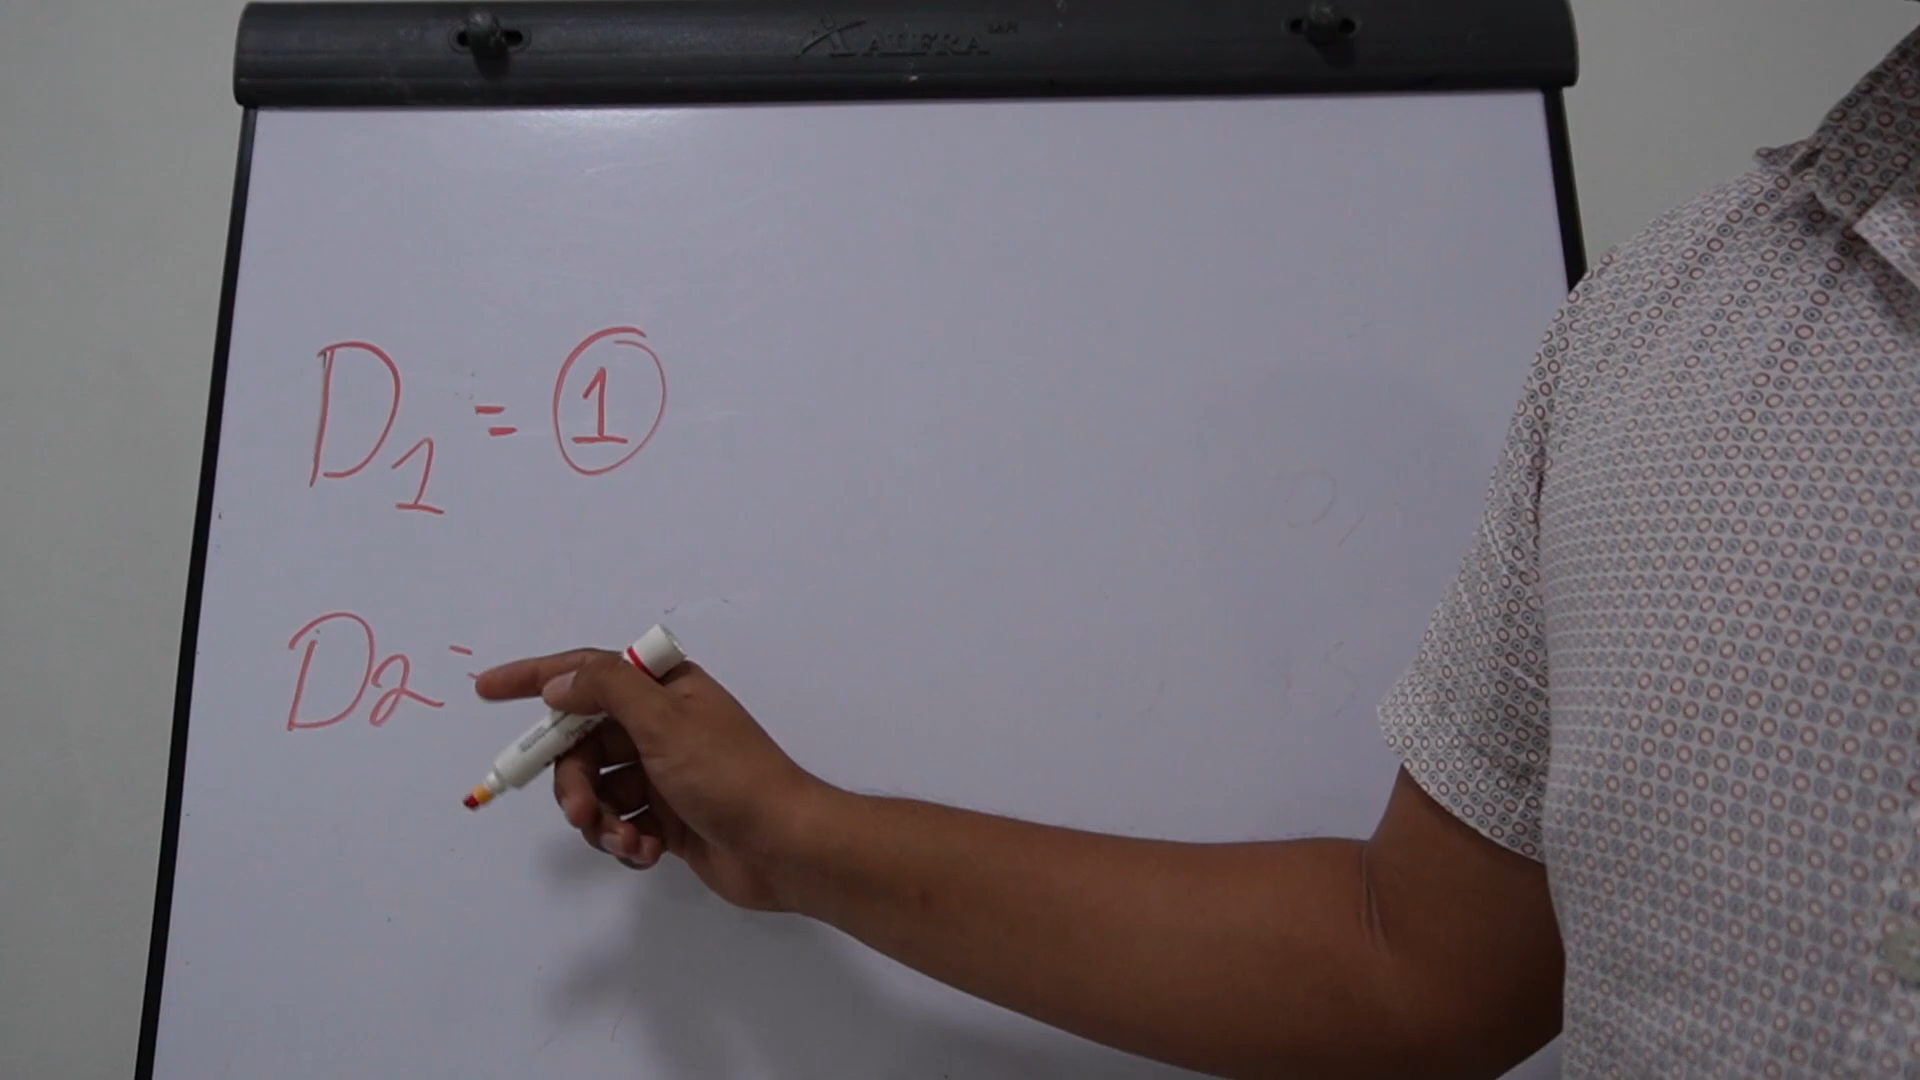 D1 = 1
D2 =